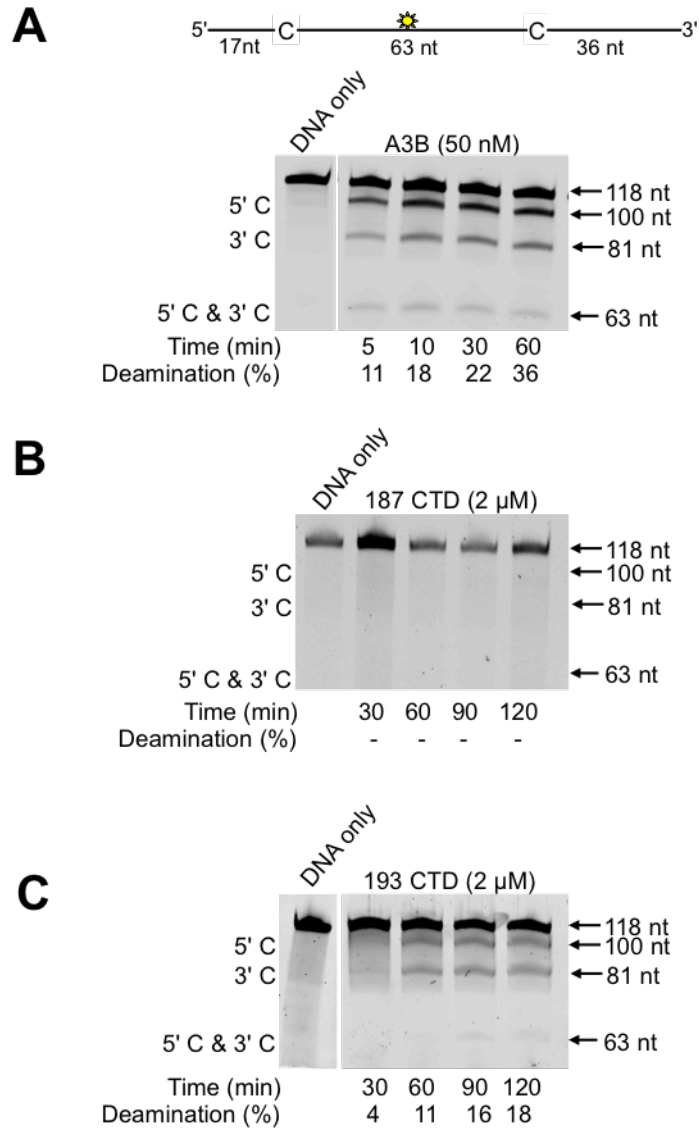 A
5' C C 3'
17nt 63 nt 36 nt
DNA only
A3B (50 nM)
118 nt
5' C 100 nt
3' C 81 nt
5' C & 3' C 63 nt
Time (min) 5 10 30 60
Deamination (%) 11 18 22 36
B
DNA only
187 CTD (2 µM)
118 nt
5' C 100 nt
3' C 81 nt
5' C & 3' C 63 nt
Time (min) 30 60 90 120
Deamination (%) - - - -
C
DNA only
193 CTD (2 µM)
118 nt
5' C 100 nt
3' C 81 nt
5' C & 3' C 63 nt
Time (min) 30 60 90 120
Deamination (%) 4 11 16 18